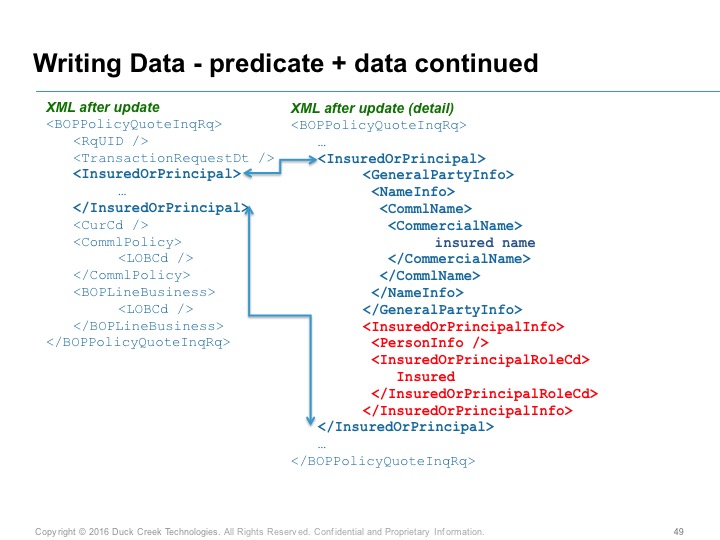 Writing Data - predicate + data continued
XML after update
<BOPPolicyQuoteInqRq>
<RqUID />
<TransactionRequestDt />
<InsuredOrPrincipal>
…
</InsuredOrPrincipal>
<CurCd />
<CommlPolicy>
<LOBCd />
</CommlPolicy>
<BOPLineBusiness>
<LOBCd />
</BOPLineBusiness>
</BOPPolicyQuoteInqRq>
XML after update (detail)
<BOPPolicyQuoteInqRq>
…
<InsuredOrPrincipal>
<GeneralPartyInfo>
<NameInfo>
<CommlName>
<CommercialName>
insured name
</CommercialName>
</CommlName>
</NameInfo>
</GeneralPartyInfo>
<InsuredOrPrincipalInfo>
<PersonInfo />
<InsuredOrPrincipalRoleCd>
Insured
</InsuredOrPrincipalRoleCd>
</InsuredOrPrincipalInfo>
</InsuredOrPrincipal>
…
</BOPPolicyQuoteInqRq>
Copyright © 2016 Duck Creek Technologies. All Rights Reserved. Confidential and Proprietary Information.
49